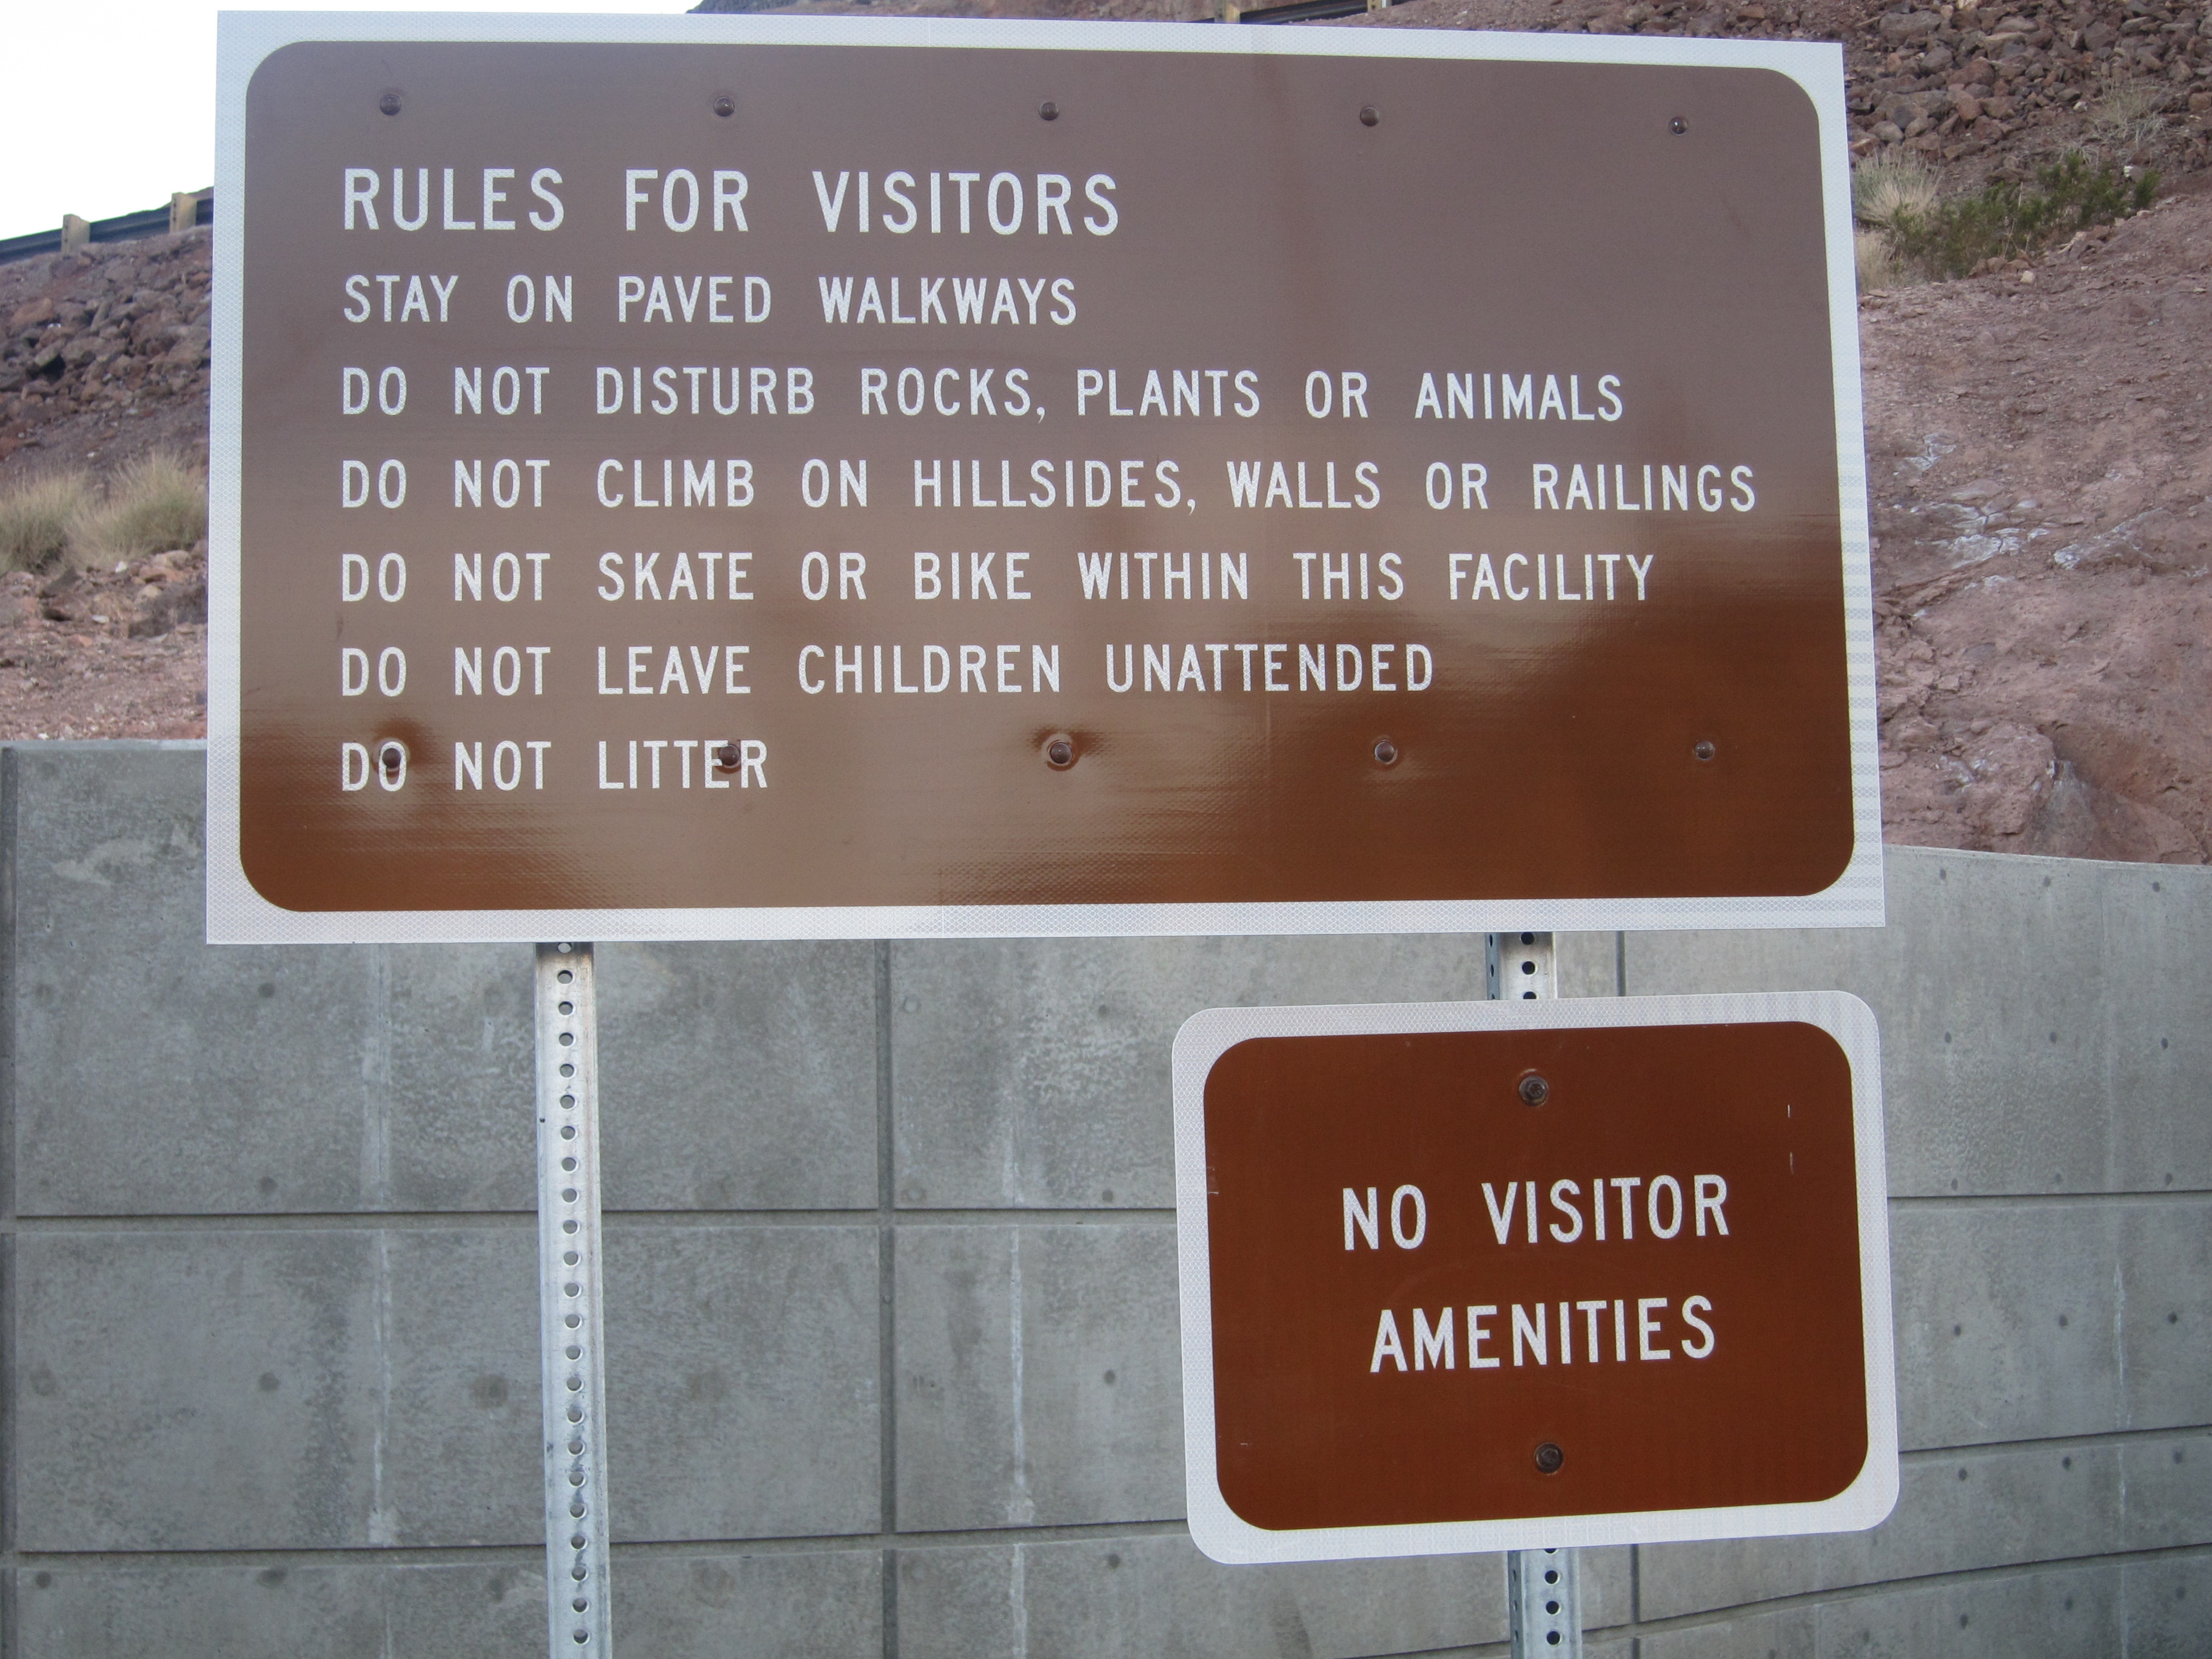 RULES FOR VISITORS
STAY ON PAVED WALKWAYS
DO NOT DISTURB ROCKS, PLANTS OR ANIMALS
DO NOT CLIMB ON HILLSIDES, WALLS OR RAILINGS
DO NOT SKATE OR BIKE WITHIN THIS FACILITY
DO NOT LEAVE CHILDREN UNATTENDED
DO NOT LITTER
NO VISITOR
AMENITIES